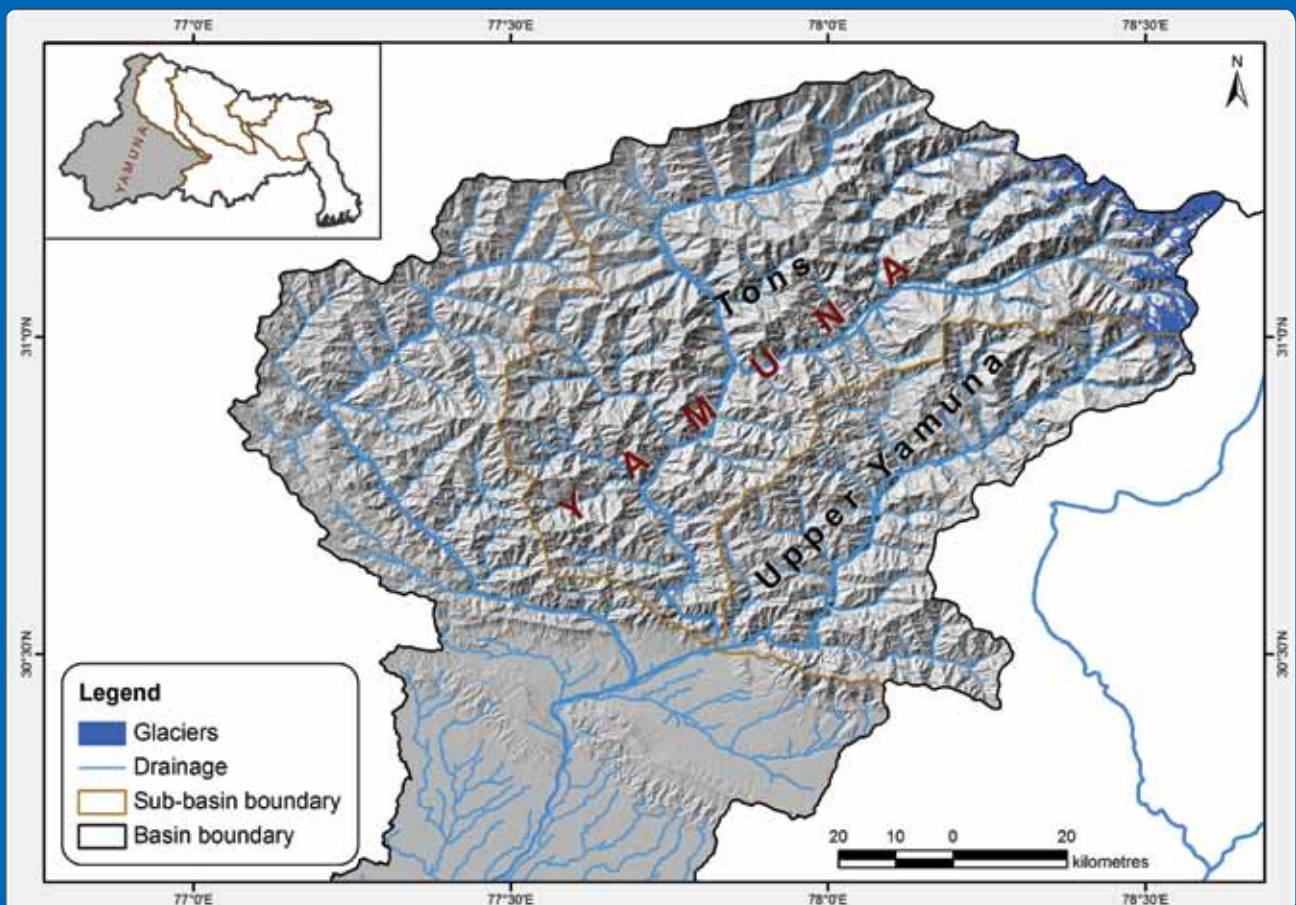 77°0'E 77°30'E 78°0'E 78°30'E
N
YAMUNA
31°0'N 31°0'N
30°30'N 30°30'N
Tons
YAMUNA
Upper Yamuna
Legend
Glaciers
Drainage
Sub-basin boundary
Basin boundary
20 10 0 20
kilometres
77°0'E 77°30'E 78°0'E 78°30'E